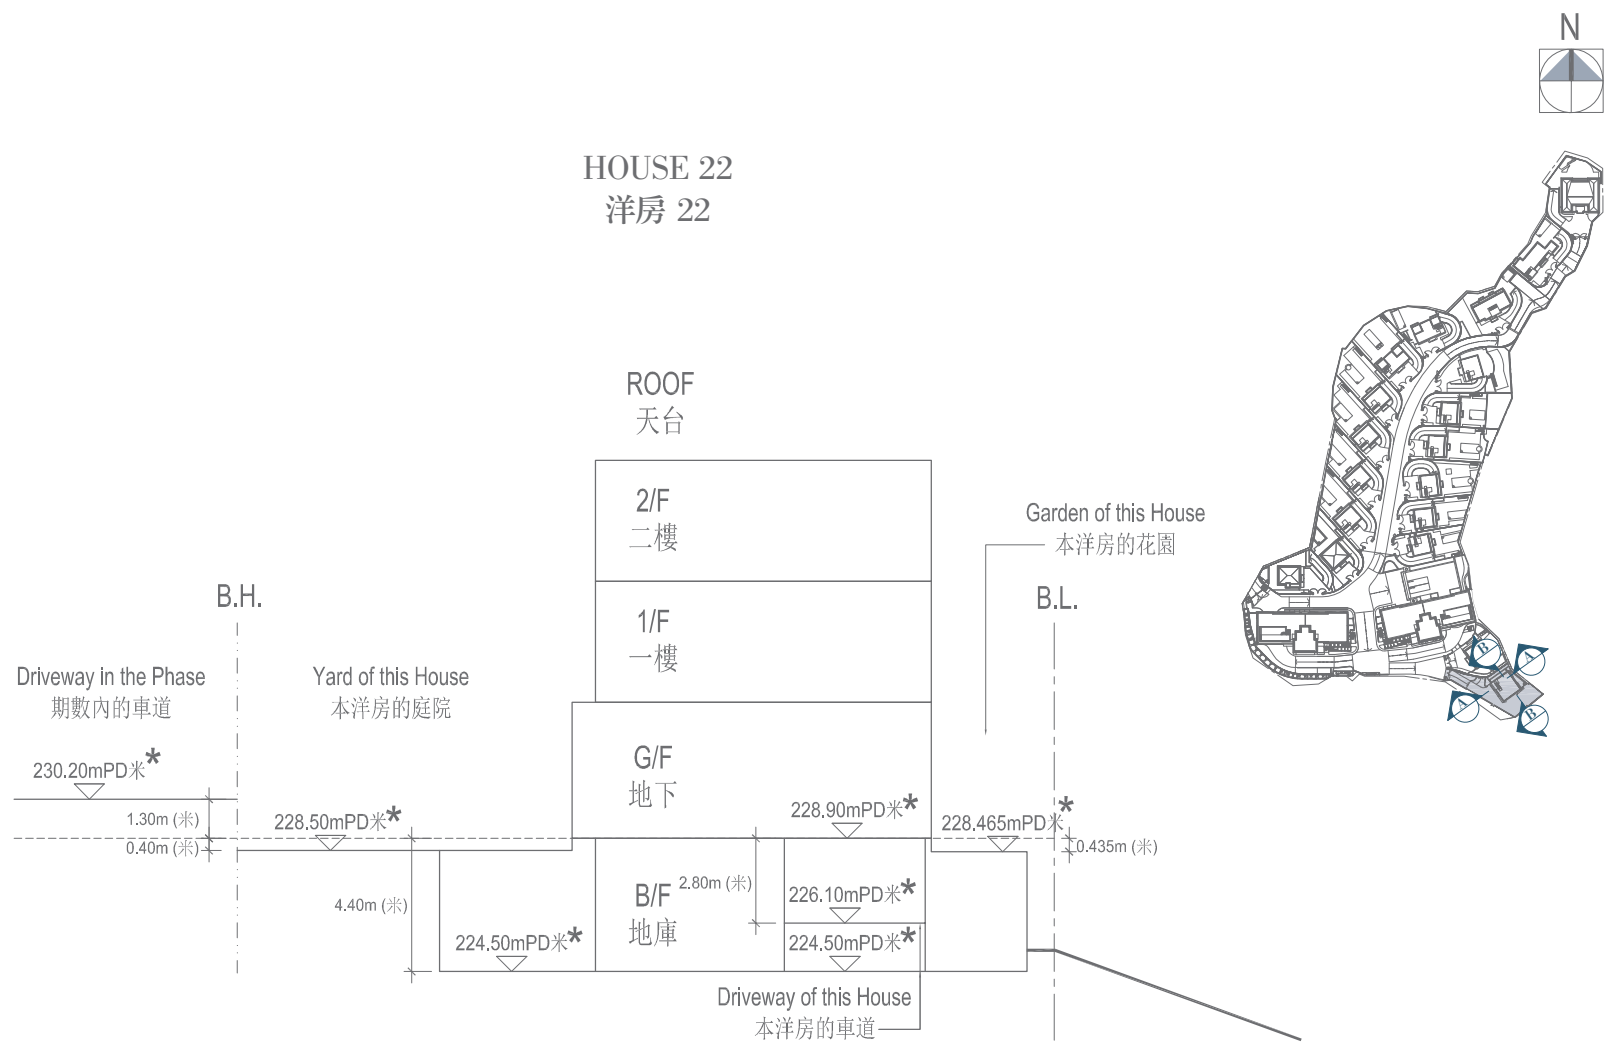 N
HOUSE 22
洋房 22
ROOF
天台
2/F
二樓
Garden of this House
本洋房的花園
B.H.
B.L.
1/F
一樓
B
A
Driveway in the Phase
期數內的車道
Yard of this House
本洋房的庭院
A
B
G/F
地下
230.20mPD米*
1.30m (米)
228.50mPD米*
228.90mPD米*
228.465mPD米*
0.40m (米)
0.435m (米)
B/F
地庫
2.80m (米)
226.10mPD米*
4.40m (米)
224.50mPD米*
224.50mPD米*
Driveway of this House
本洋房的車道